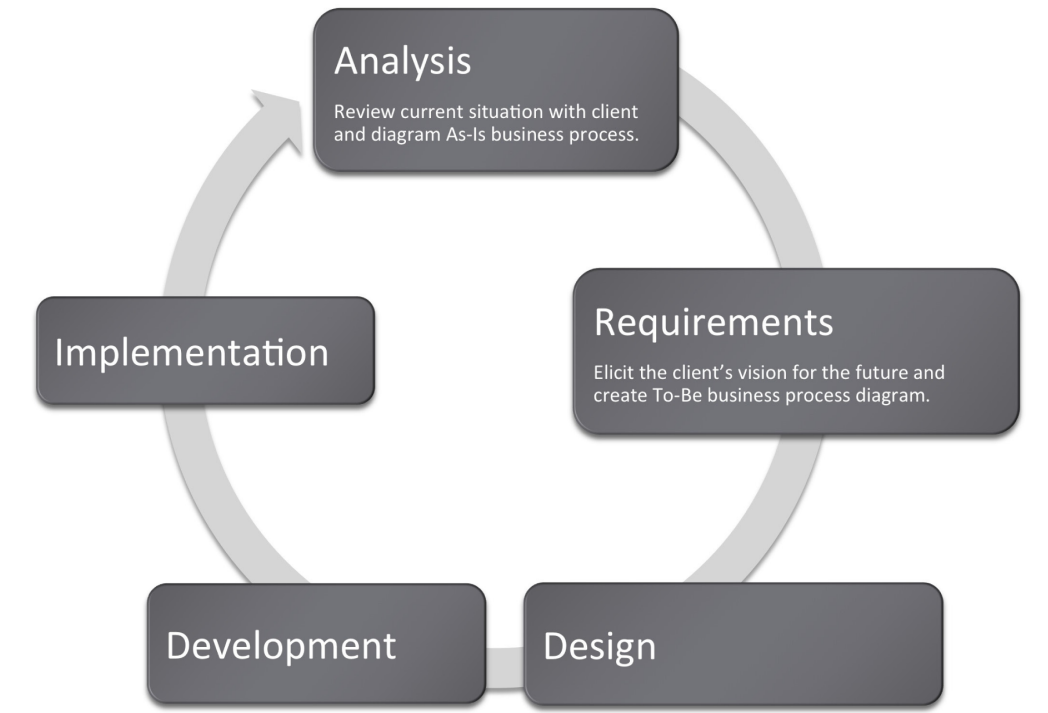 Analysis
Review current situation with client
and diagram As-Is business process.
Requirements
Elicit the client’s vision for the future and
create To-Be business process diagram.
Design
Development
Implementation